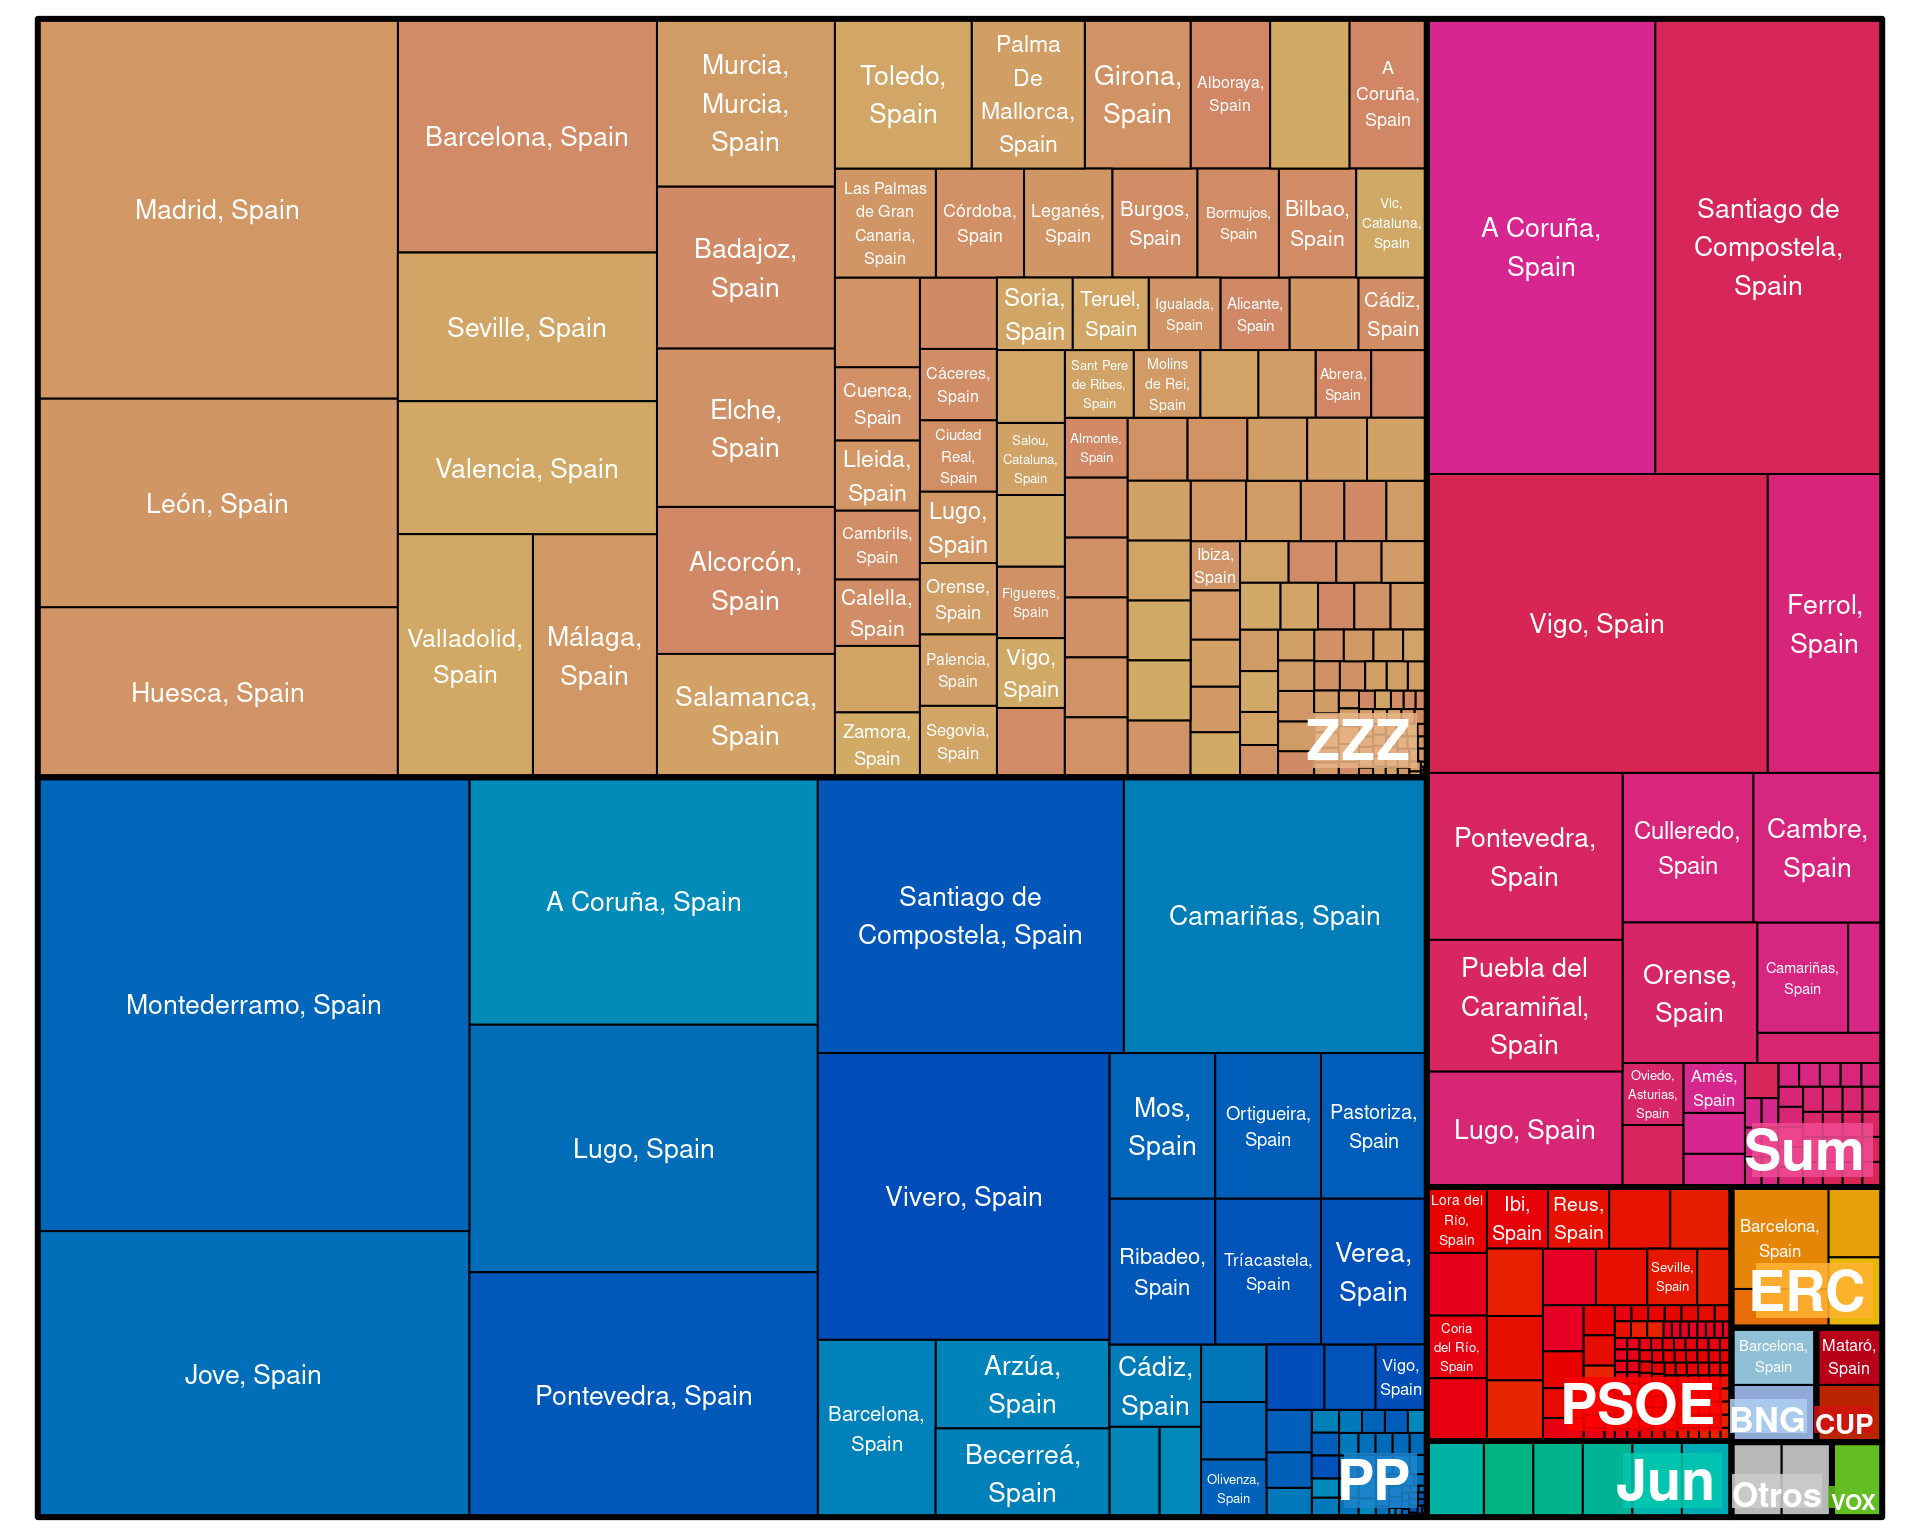 Madrid, Spain
León, Spain
Huesca, Spain
Barcelona, Spain
Seville, Spain
Valencia, Spain
Valladolid,
Spain
Málaga,
Spain
Murcia,
Murcia,
Spain
Badajoz,
Spain
Elche,
Spain
Alcorcón,
Spain
Salamanca,
Spain
Toledo,
Spain
Palma
De
Mallorca,
Spain
Girona,
Spain
Alboraya,
Spain
A
Coruña,
Spain
Las Palmas
de Gran
Canaria,
Spain
Córdoba,
Spain
Leganés,
Spain
Burgos,
Spain
Bormujos,
Spain
Bilbao,
Spain
Vic,
Cataluna,
Spain
Cuenca,
Spain
Lleida,
Spain
Cambrils,
Spain
Calella,
Spain
Zamora,
Spain
Cáceres,
Spain
Ciudad
Real,
Spain
Lugo,
Spain
Orense,
Spain
Palencia,
Spain
Segovia,
Spain
Soria,
Spain
Teruel,
Spain
Igualada,
Spain
Alicante,
Spain
Cádiz,
Spain
Sant Pere
de Ribes,
Spain
Molins
de Rei,
Spain
Abrera,
Spain
Salou,
Cataluna,
Spain
Almonte,
Spain
Figueres,
Spain
Vigo,
Spain
Ibiza,
Spain
ZZZ
Montederramo, Spain
Jove, Spain
A Coruña, Spain
Lugo, Spain
Pontevedra, Spain
Santiago de
Compostela, Spain
Camariñas, Spain
Vivero, Spain
Mos,
Spain
Ortigueira,
Spain
Pastoriza,
Spain
Ribadeo,
Spain
Tríacastela,
Spain
Verea,
Spain
Barcelona,
Spain
Arzúa,
Spain
Becerreá,
Spain
Cádiz,
Spain
Olivenza,
Spain
Vigo,
Spain
PP
A Coruña,
Spain
Santiago de
Compostela,
Spain
Vigo, Spain
Ferrol,
Spain
Pontevedra,
Spain
Puebla del
Caramiñal,
Spain
Lugo, Spain
Culleredo,
Spain
Cambre,
Spain
Orense,
Spain
Camariñas,
Spain
Oviedo,
Asturias,
Spain
Amés,
Spain
Sum
Lora del
Río,
Spain
Ibi,
Spain
Reus,
Spain
Seville,
Spain
Coria
del Río,
Spain
PSOE
Barcelona,
Spain
ERC
Barcelona,
Spain
BNG
Mataró,
Spain
CUP
Jun
Otros
VOX